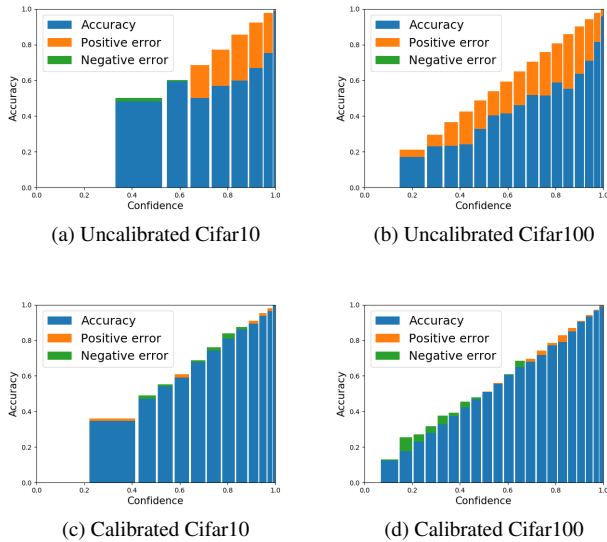 1.0
0.8
0.6
0.4
0.2
0.0
Accuracy
Accuracy
Positive error
Negative error
0.0 0.2 0.4 0.6 0.8 1.0
Confidence
(a) Uncalibrated Cifar10
1.0
0.8
0.6
0.4
0.2
0.0
Accuracy
Accuracy
Positive error
Negative error
0.0 0.2 0.4 0.6 0.8 1.0
Confidence
(b) Uncalibrated Cifar100
1.0
0.8
0.6
0.4
0.2
0.0
Accuracy
Accuracy
Positive error
Negative error
0.0 0.2 0.4 0.6 0.8 1.0
Confidence
(c) Calibrated Cifar10
1.0
0.8
0.6
0.4
0.2
0.0
Accuracy
Accuracy
Positive error
Negative error
0.0 0.2 0.4 0.6 0.8 1.0
Confidence
(d) Calibrated Cifar100